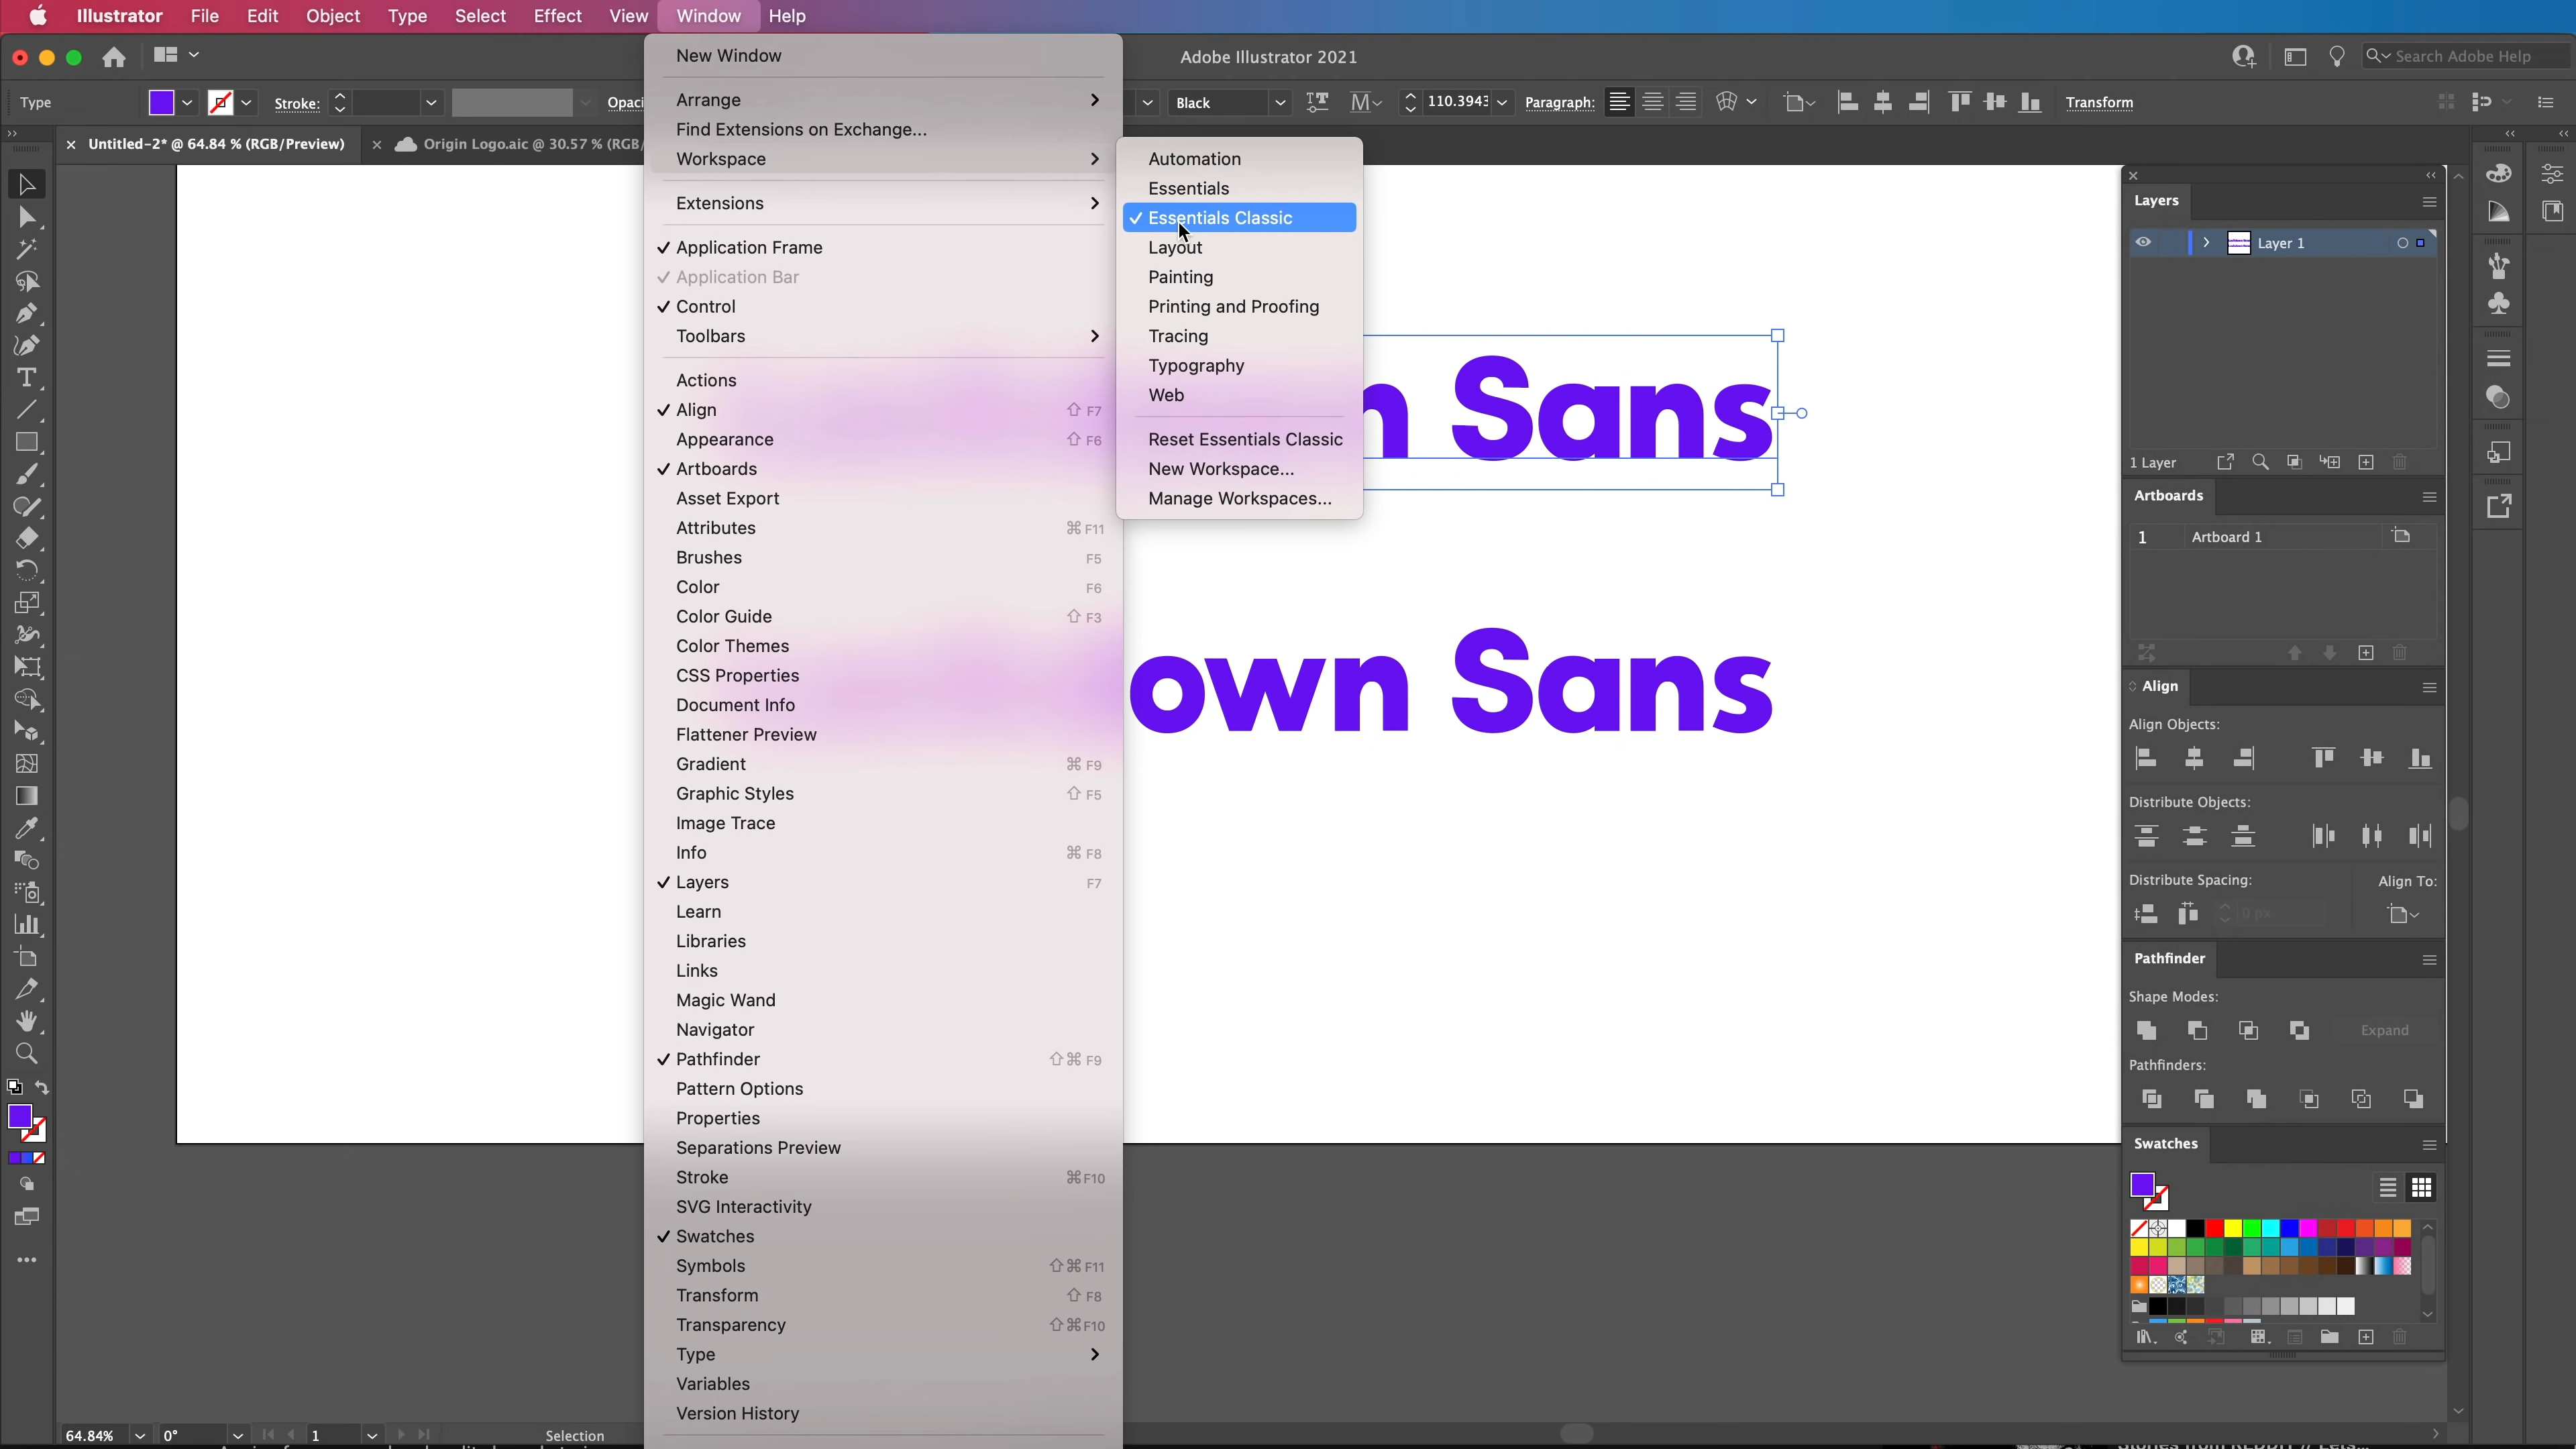 Illustrator File Edit Object Type Select Effect View Window Help
Adobe Illustrator 2021
Search Adobe Help
Type
Stroke:
Opaci
Black
110.3943
Paragraph:
Transform
Untitled-2* @ 64.84 % (RGB/Preview)
Origin Logo.aic @ 30.57 % (RGB/
New Window
Arrange
Find Extensions on Exchange...
Workspace
Extensions
Application Frame
Application Bar
Control
Toolbars
Actions
Align ⇧ F7
Appearance ⇧ F6
Artboards
Asset Export
Attributes ⌘ F11
Brushes F5
Color F6
Color Guide ⇧ F3
Color Themes
CSS Properties
Document Info
Flattener Preview
Gradient ⌘ F9
Graphic Styles ⇧ F5
Image Trace
Info ⌘ F8
Layers F7
Learn
Libraries
Links
Magic Wand
Navigator
Pathfinder ⇧⌘ F9
Pattern Options
Properties
Separations Preview
Stroke ⌘F10
SVG Interactivity
Swatches
Symbols ⇧⌘F11
Transform ⇧ F8
Transparency ⇧⌘F10
Type
Variables
Version History
Automation
Essentials
Essentials Classic
Layout
Painting
Printing and Proofing
Tracing
Typography
Web
Reset Essentials Classic
New Workspace...
Manage Workspaces...
n Sans
own Sans
Layers
Layer 1
1 Layer
Artboards
1 Artboard 1
Align
Align Objects:
Distribute Objects:
Distribute Spacing: Align To:
0 px
Pathfinder
Shape Modes:
Expand
Pathfinders:
Swatches
64.84% 0° 1 Selection